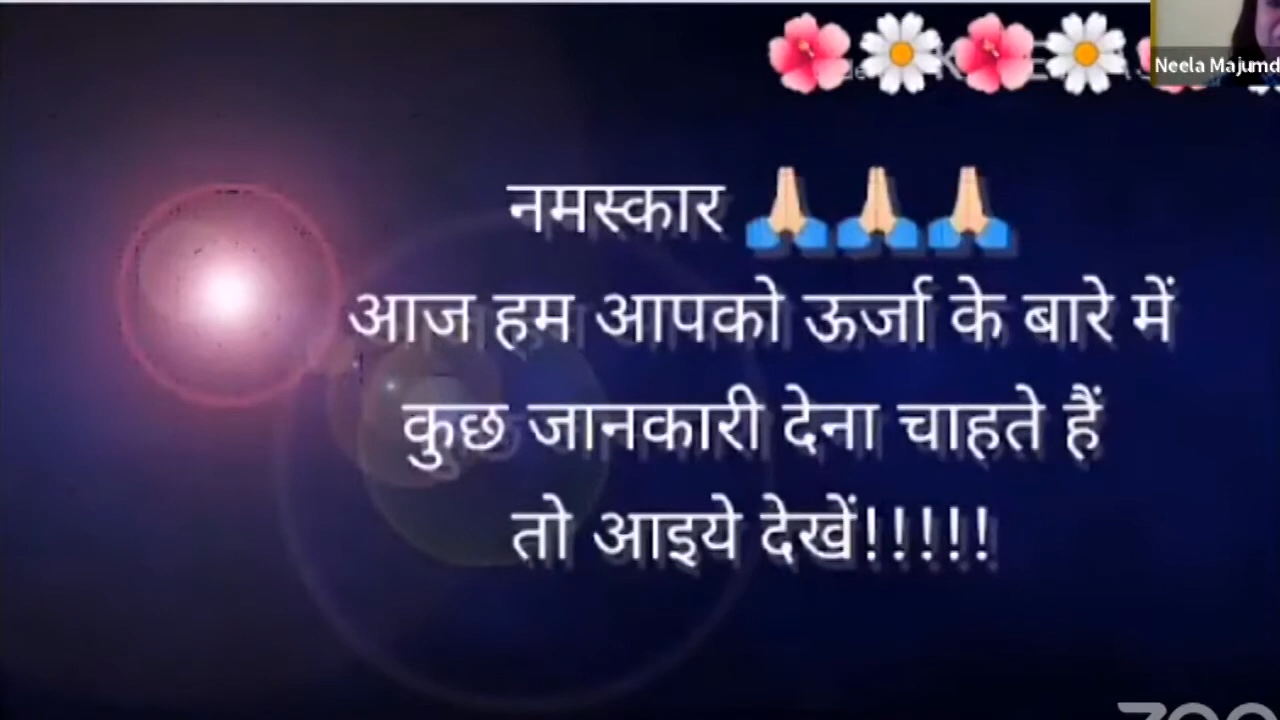 Neela Majumd
नमस्कार 🙏🏼🙏🏼🙏🏼
आज हम आपको ऊर्जा के बारे में
कुछ जानकारी देना चाहते हैं
तो आइये देखें!!!!!